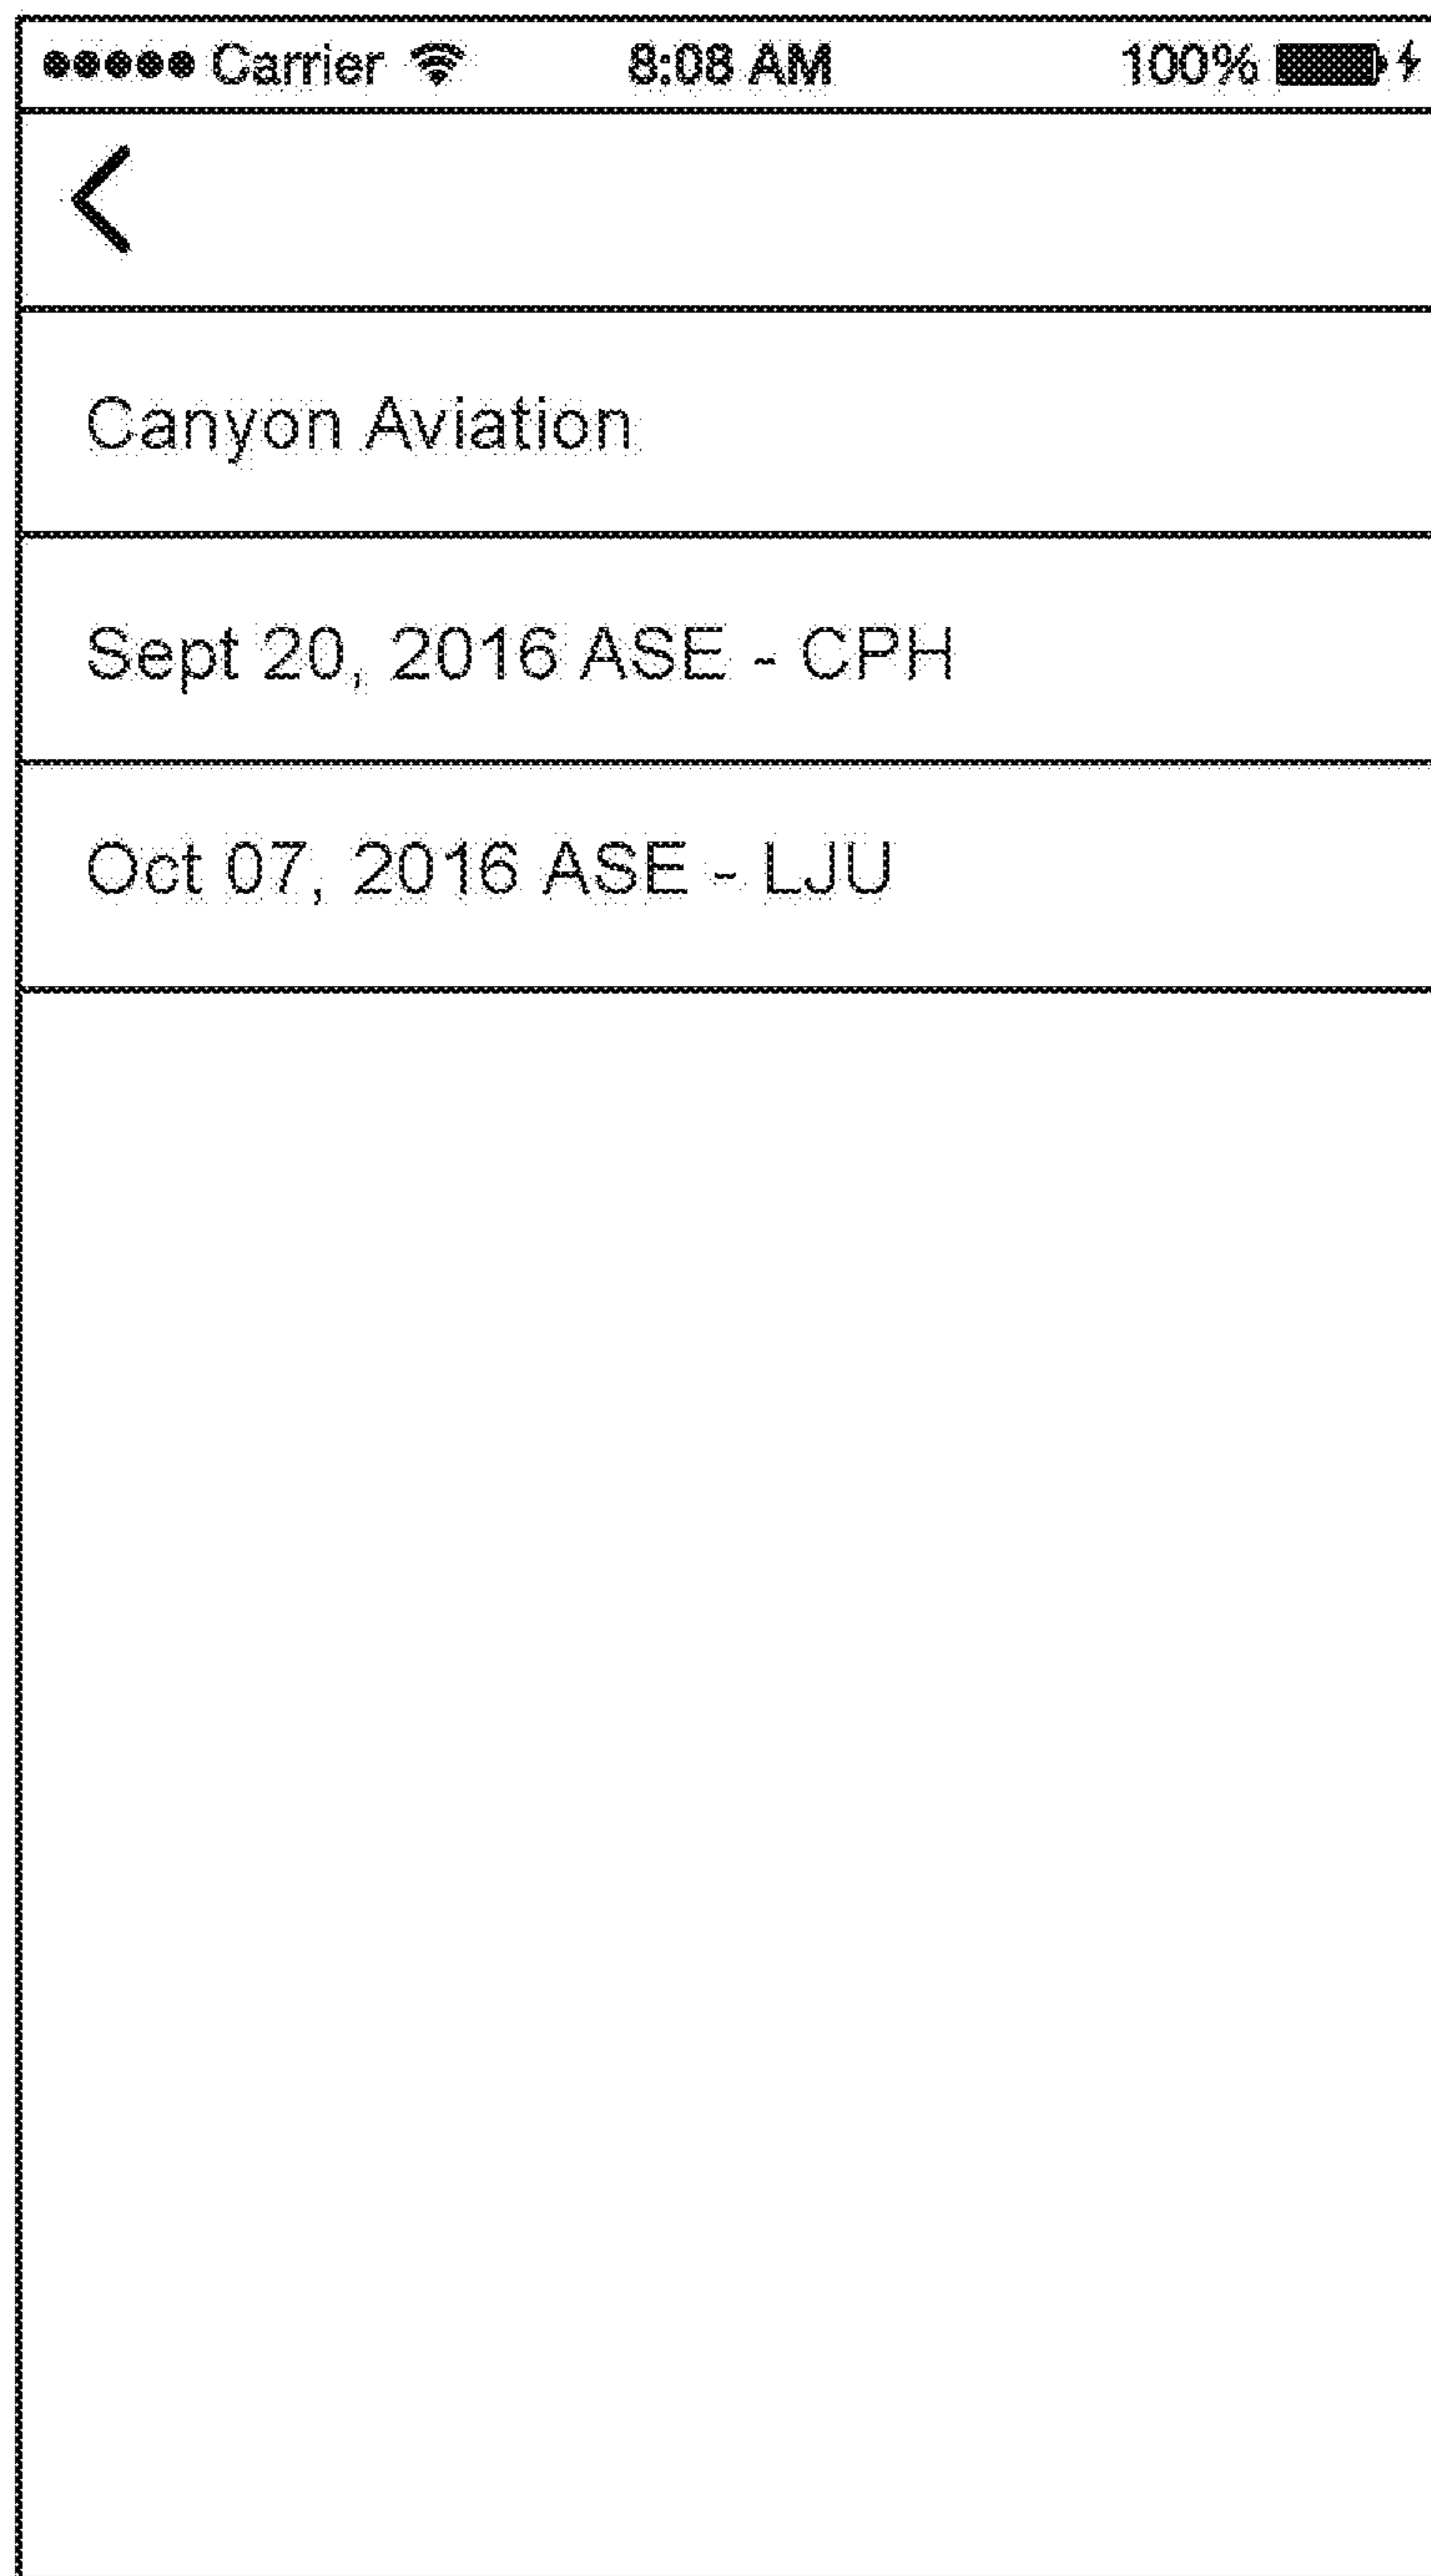 Carrier 8:08 AM 100%
Canyon Aviation
Sept 20, 2016 ASE - CPH
Oct 07, 2016 ASE - LJU